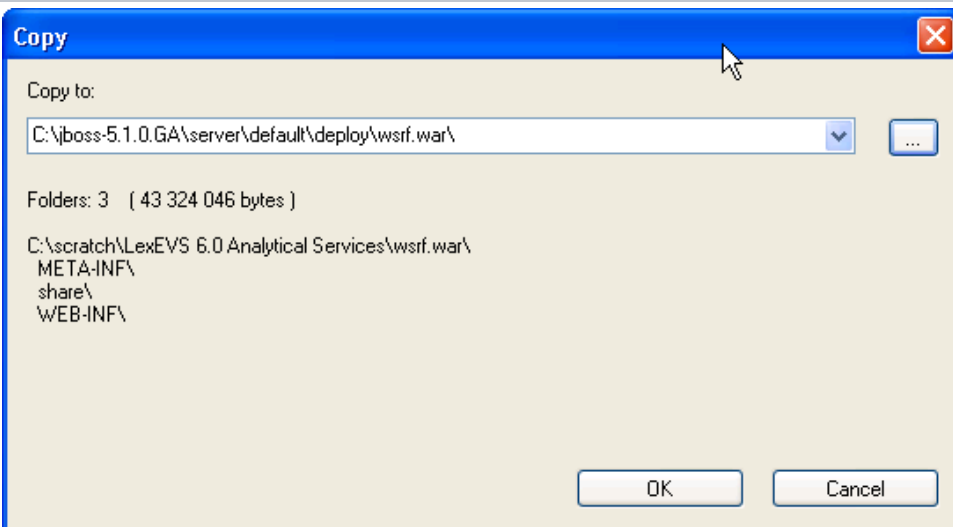 Copy
Copy to:
C:\jboss-5.1.0.GA\server\default\deploy\wsrf.war\
...
Folders: 3 ( 43 324 046 bytes )
C:\scratch\LexEVS 6.0 Analytical Services\wsrf.war\
META-INF\
share\
WEB-INF\
OK Cancel